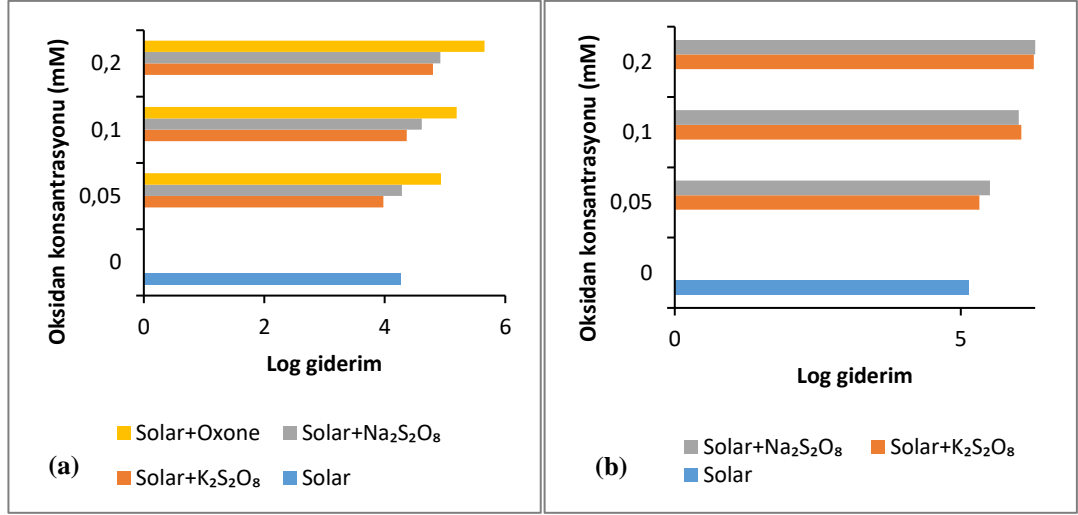 Oksidan konsantrasyonu (mM)
0,2
0,1
0,05
0
0 2 4 6
Log giderim
Solar+Oxone Solar+Na₂S₂O₈
Solar+K₂S₂O₈ Solar
(a)
Oksidan konsantrasyonu (mM)
0,2
0,1
0,05
0
0 5
Log giderim
Solar+Na₂S₂O₈ Solar+K₂S₂O₈
Solar
(b)